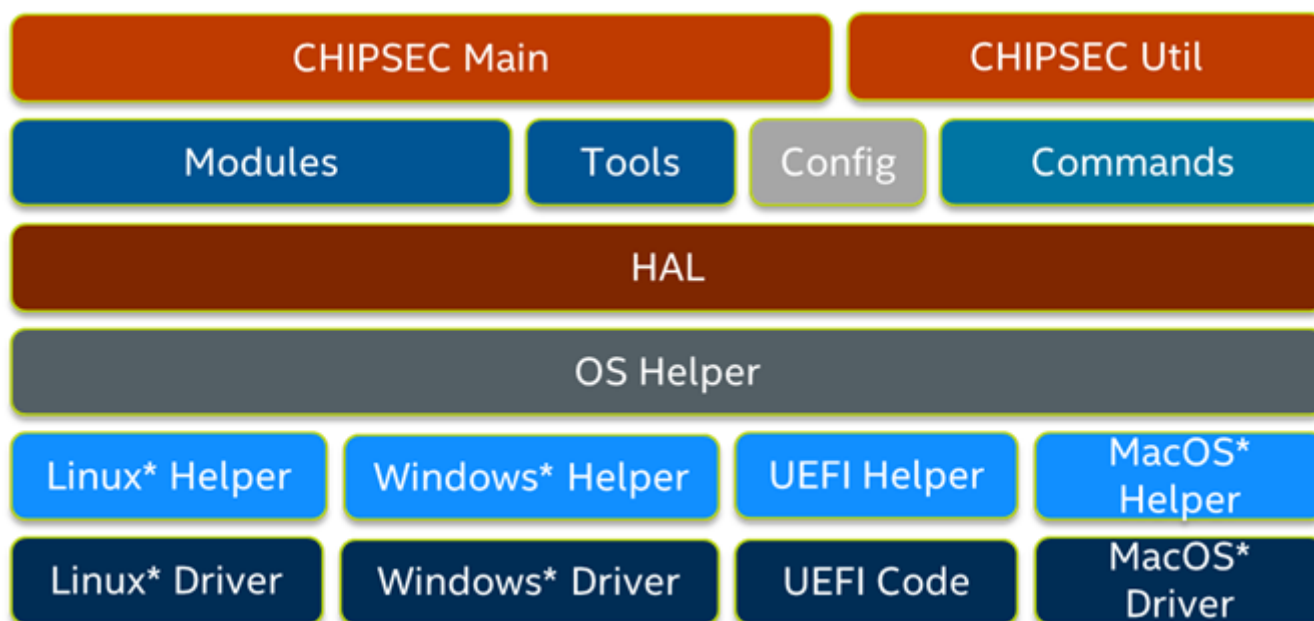 CHIPSEC Main
CHIPSEC Util
Modules
Tools
Config
Commands
HAL
OS Helper
Linux* Helper
Windows* Helper
UEFI Helper
MacOS*
Helper
Linux* Driver
Windows* Driver
UEFI Code
MacOS*
Driver